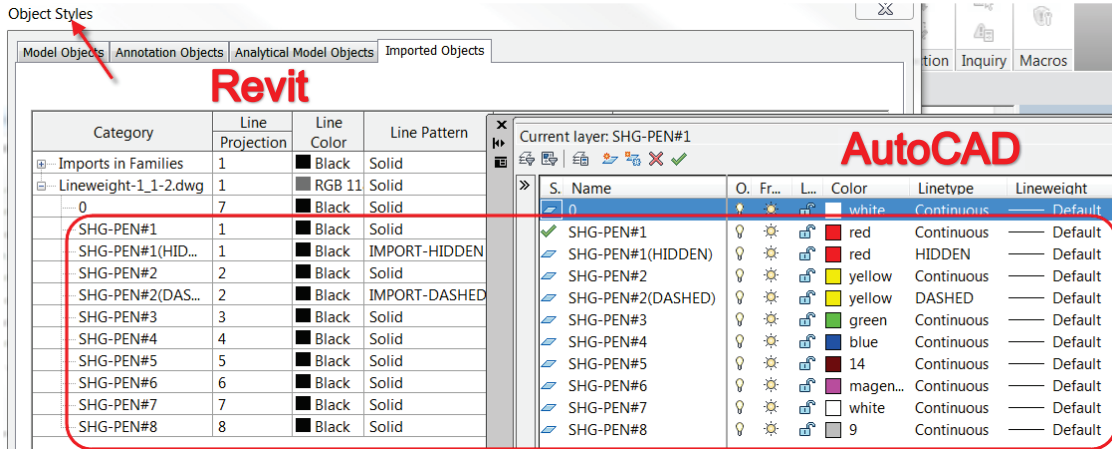 Object Styles
Model Objects Annotation Objects Analytical Model Objects Imported Objects
Inquiry Macros
Revit
Category Line Projection Line Color Line Pattern
Imports in Families 1 Black Solid
Lineweight-1_1-2.dwg 1 RGB 11 Solid
0 7 Black Solid
SHG-PEN#1 1 Black Solid
SHG-PEN#1(HID... 1 Black IMPORT-HIDDEN
SHG-PEN#2 2 Black Solid
SHG-PEN#2(DAS... 2 Black IMPORT-DASHED
SHG-PEN#3 3 Black Solid
SHG-PEN#4 4 Black Solid
SHG-PEN#5 5 Black Solid
SHG-PEN#6 6 Black Solid
SHG-PEN#7 7 Black Solid
SHG-PEN#8 8 Black Solid
Current layer: SHG-PEN#1
AutoCAD
S. Name O. Fr... L... Color Linetype Lineweight
0 white Continuous Default
SHG-PEN#1 red Continuous Default
SHG-PEN#1(HIDDEN) red HIDDEN Default
SHG-PEN#2 yellow Continuous Default
SHG-PEN#2(DASHED) yellow DASHED Default
SHG-PEN#3 green Continuous Default
SHG-PEN#4 blue Continuous Default
SHG-PEN#5 14 Continuous Default
SHG-PEN#6 magen... Continuous Default
SHG-PEN#7 white Continuous Default
SHG-PEN#8 9 Continuous Default